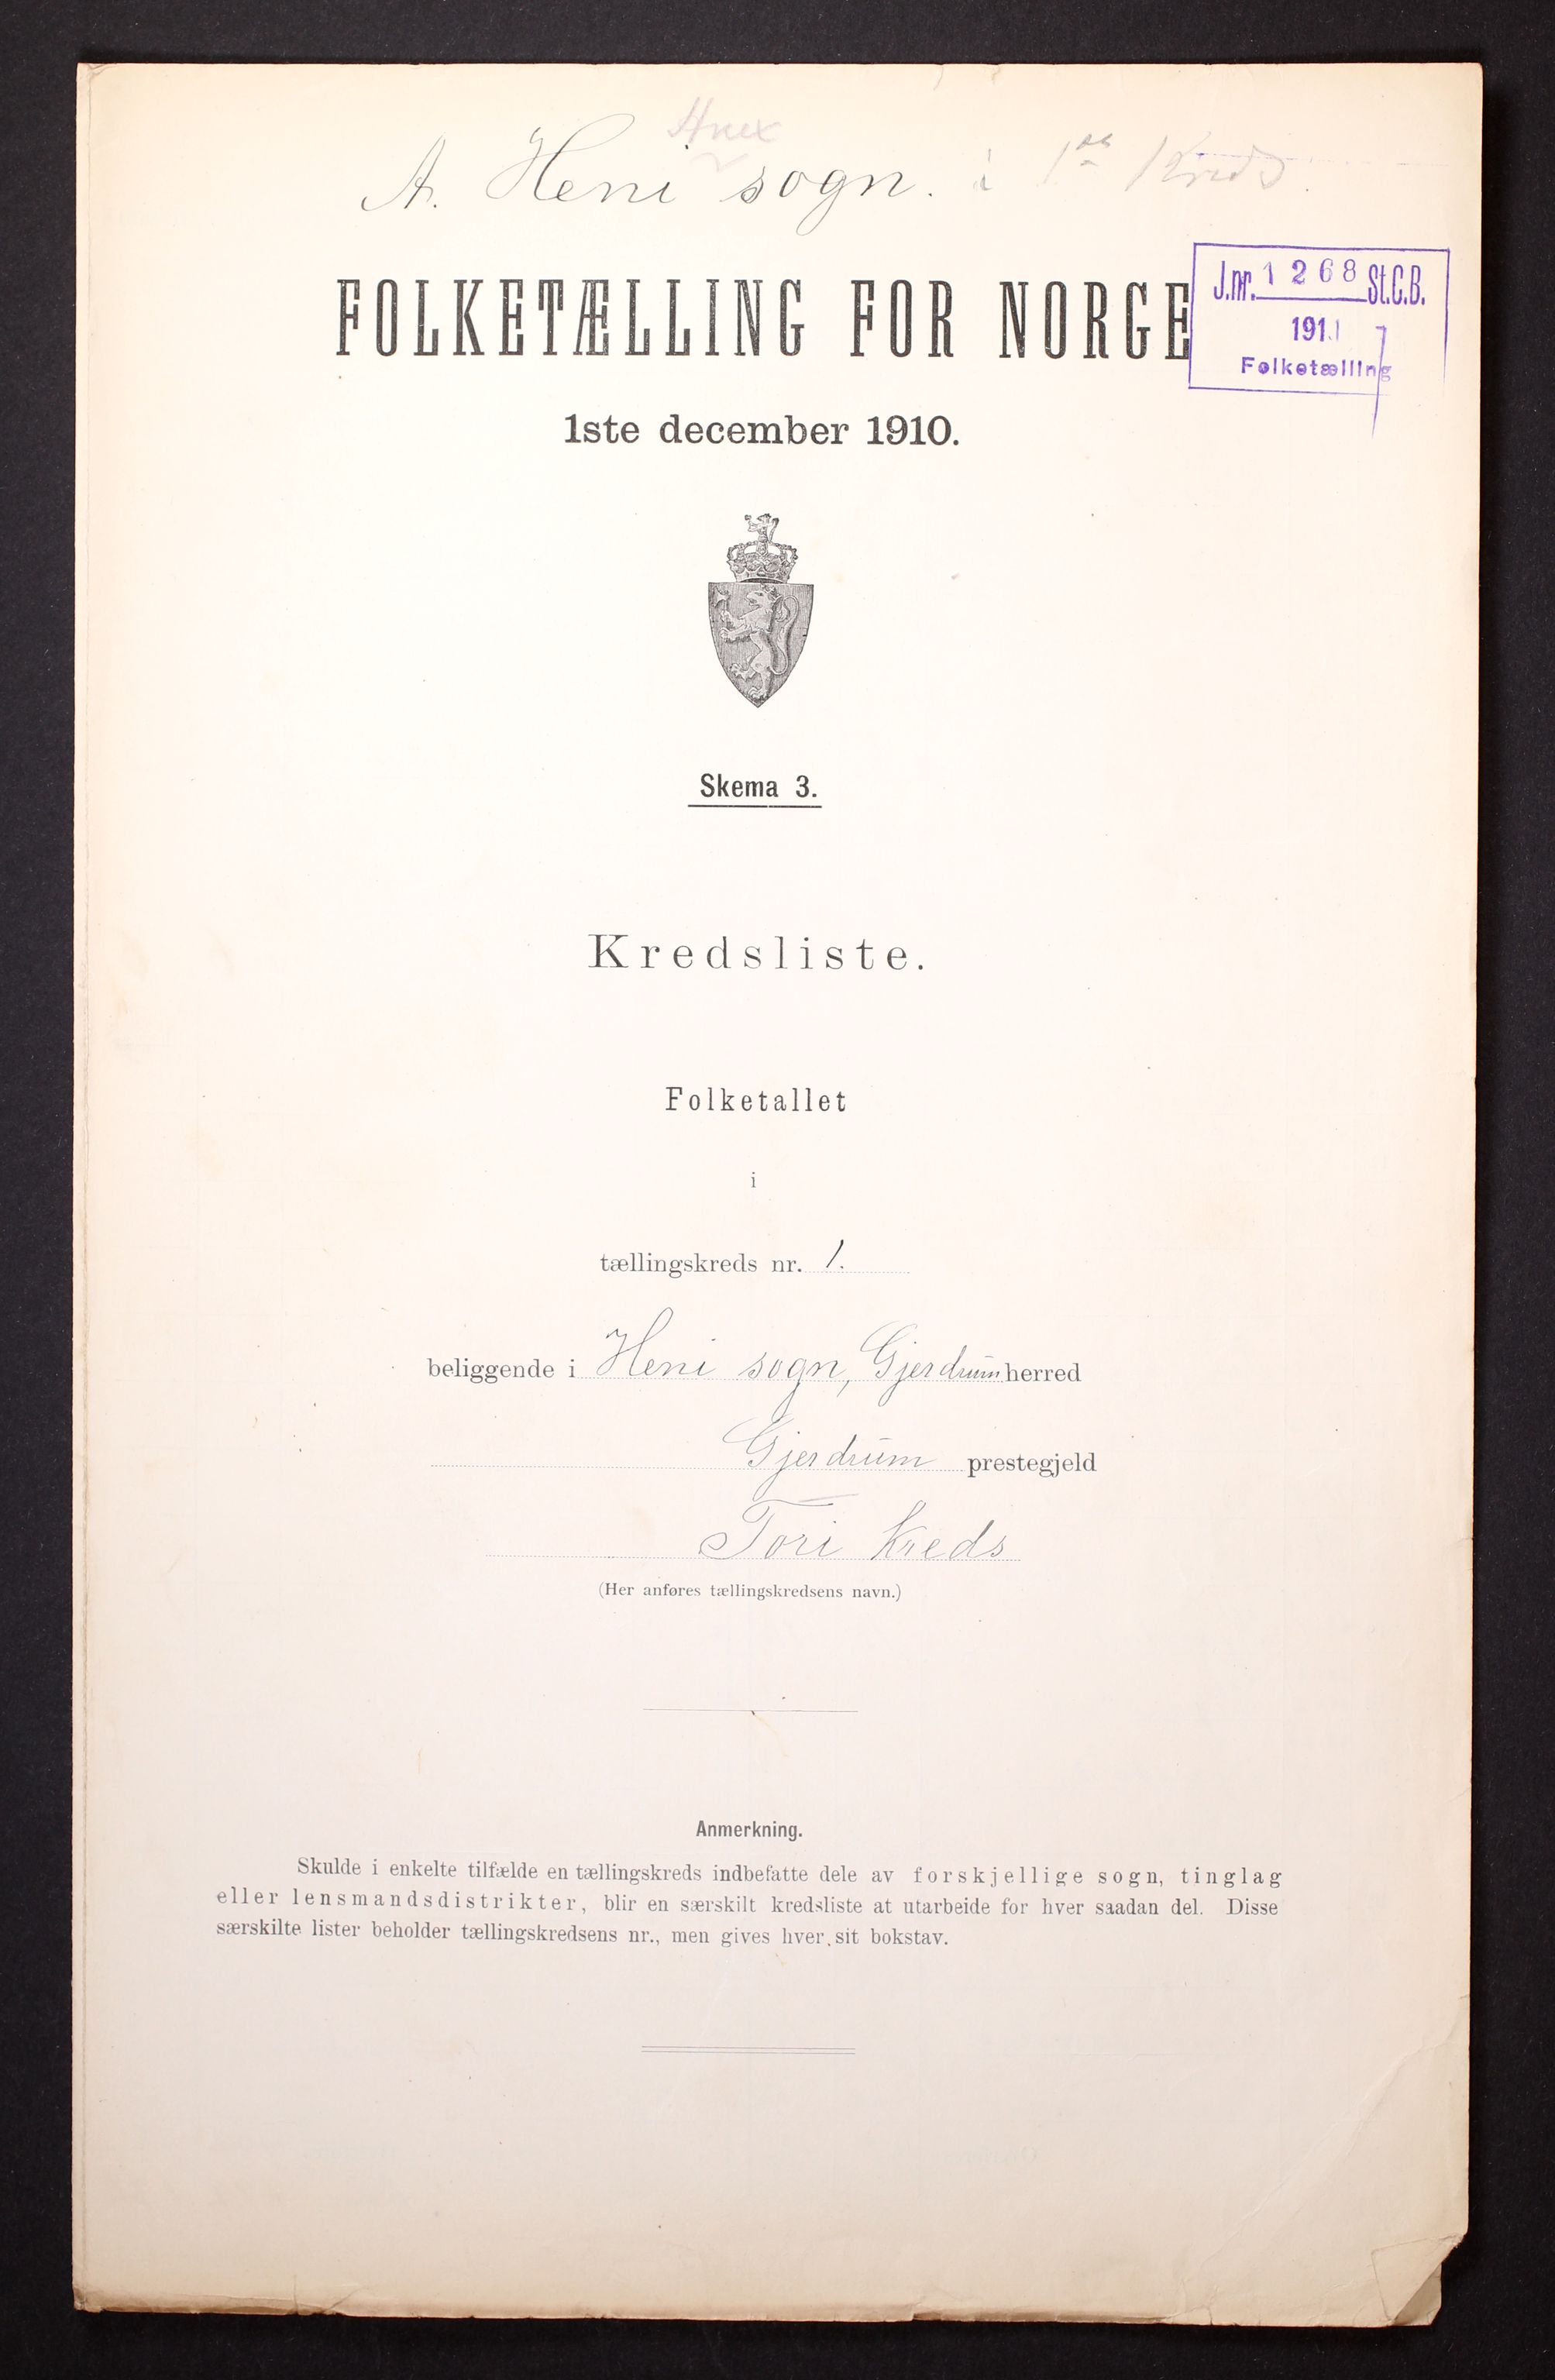 Anex
A. Heni sogn. i 1ste Kreds.
FOLKETÆLLING FOR NORGE
J.nr. 1268 St.C.B.
1911
Folketælling
1ste december 1910.
Skema 3.
Kredsliste.
Folketallet
i
tællingskreds nr. 1.
beliggende i Heni sogn, Gjerdrum herred
Gjerdrum prestegjeld
Tori Kreds
(Her anføres tællingskredsens navn.)
Anmerkning.
Skulde i enkelte tilfælde en tællingskreds indbefatte dele av forskjellige sogn, tinglag
eller lensmandsdistrikter, blir en særskilt kredsliste at utarbeide for hver saadan del. Disse
særskilte lister beholder tællingskredsens nr., men gives hver sit bokstav.